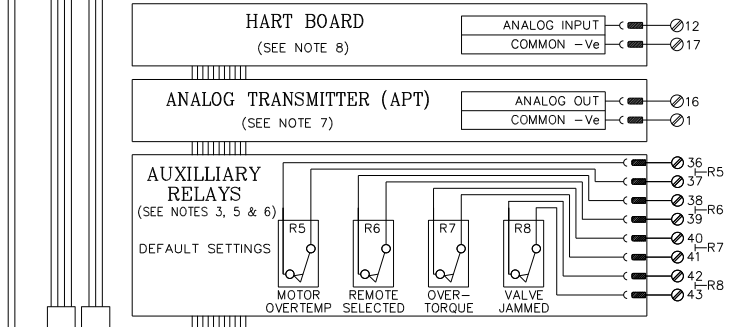 HART BOARD
(SEE NOTE 8)
ANALOG INPUT
12
COMMON -Ve
17
ANALOG TRANSMITTER (APT)
(SEE NOTE 7)
ANALOG OUT
16
COMMON -Ve
1
AUXILLIARY
RELAYS
(SEE NOTES 3, 5 & 6)
DEFAULT SETTINGS
R5
R6
R7
R8
MOTOR
OVERTEMP
REMOTE
SELECTED
OVER-
TORQUE
VALVE
JAMMED
36
37
R5
38
39
R6
40
41
R7
42
43
R8